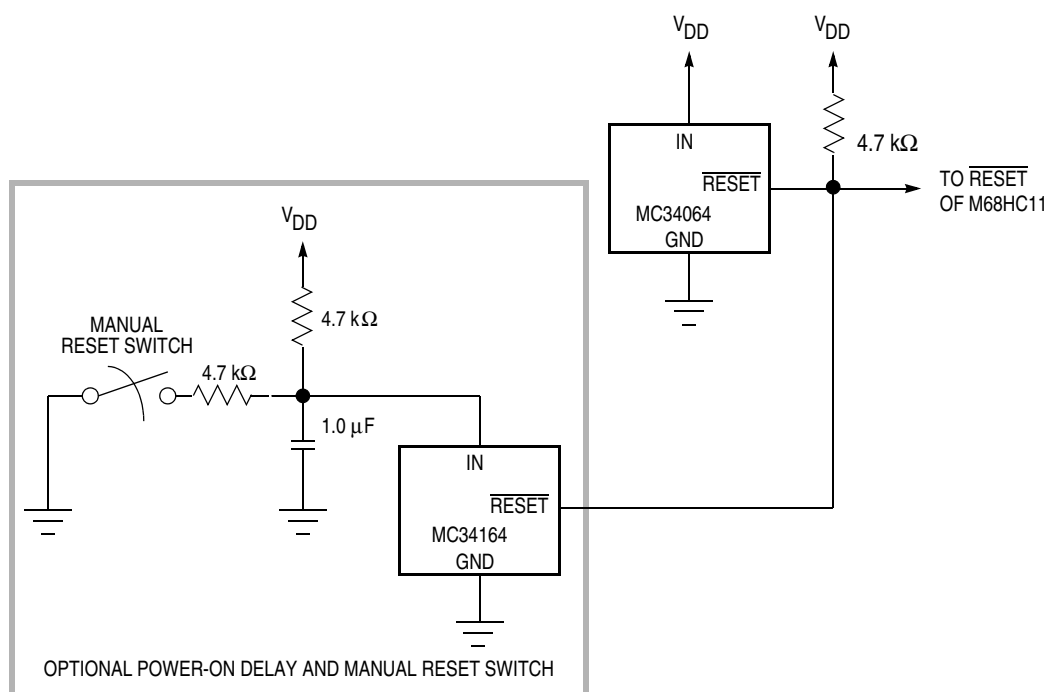 VDD
VDD
IN
4.7 kΩ
RESET
TO RESET
OF M68HC11
MC34064
GND
VDD
4.7 kΩ
MANUAL
RESET SWITCH
4.7 kΩ
1.0 μF
IN
RESET
MC34164
GND
OPTIONAL POWER-ON DELAY AND MANUAL RESET SWITCH